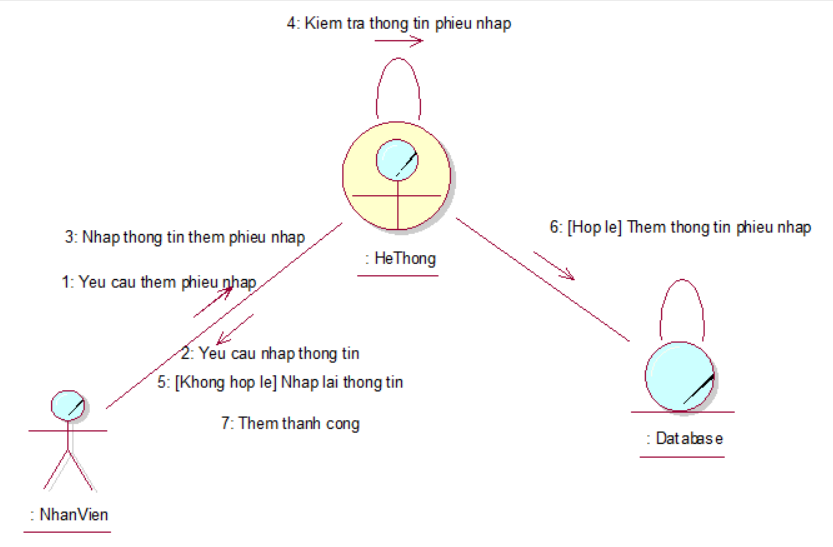 4: Kiem tra thong tin phieu nhap
6: [Hop le] Them thong tin phieu nhap
3: Nhap thong tin them phieu nhap
: HeThong
1: Yeu cau them phieu nhap
2: Yeu cau nhap thong tin
5: [Khong hop le] Nhap lai thong tin
7: Them thanh cong
: Database
: NhanVien